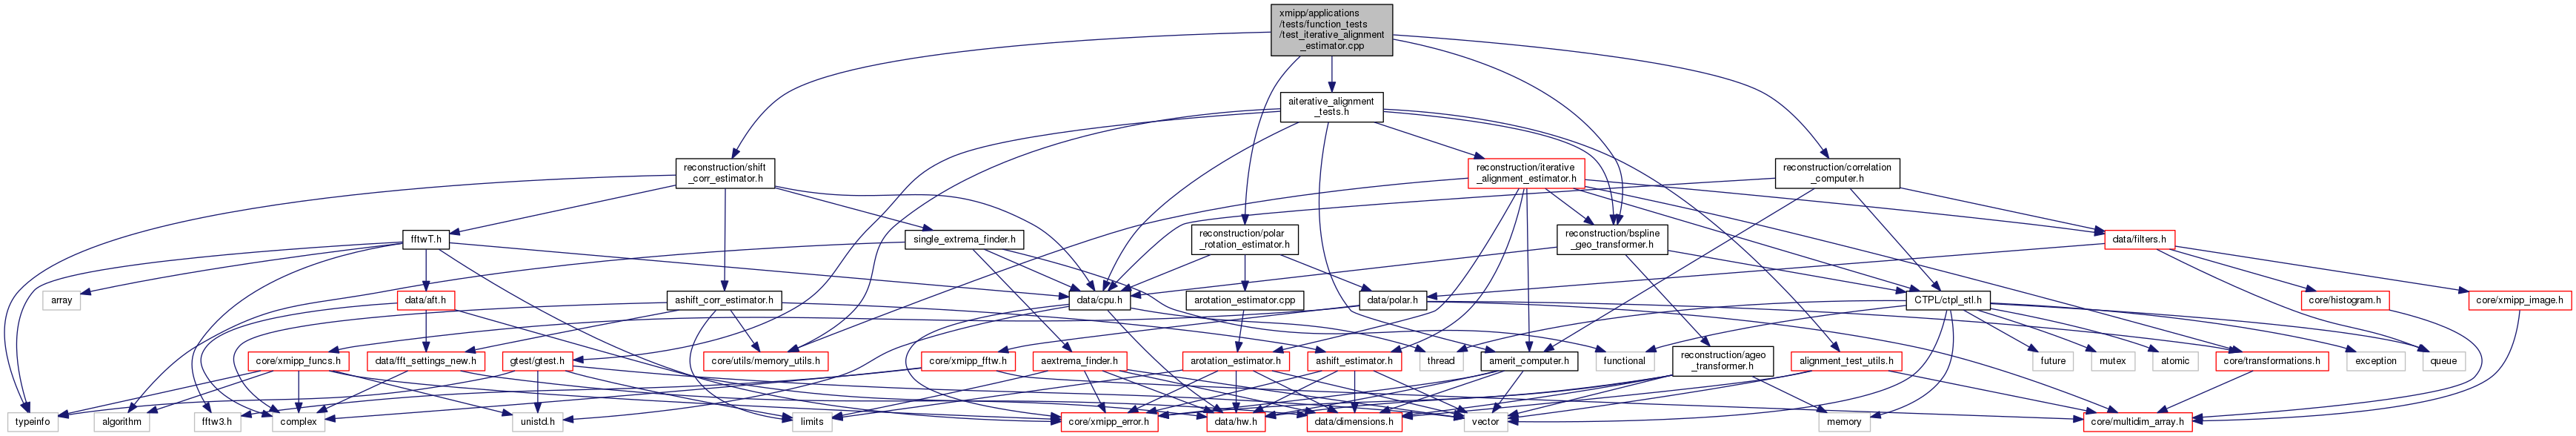 xmipp/applications
/tests/function_tests
/test_iterative_alignment
_estimator.cpp
aiterative_alignment
_tests.h
reconstruction/shift
_corr_estimator.h
reconstruction/iterative
_alignment_estimator.h
reconstruction/correlation
_computer.h
fftwT.h
single_extrema_finder.h
reconstruction/polar
_rotation_estimator.h
reconstruction/bspline
_geo_transformer.h
data/filters.h
array
data/aft.h
ashift_corr_estimator.h
data/cpu.h
arotation_estimator.cpp
data/polar.h
CTPL/ctpl_stl.h
core/histogram.h
core/xmipp_image.h
core/xmipp_funcs.h
data/fft_settings_new.h
gtest/gtest.h
core/utils/memory_utils.h
core/xmipp_fftw.h
aextrema_finder.h
arotation_estimator.h
ashift_estimator.h
thread
amerit_computer.h
functional
reconstruction/ageo
_transformer.h
alignment_test_utils.h
future
mutex
atomic
core/transformations.h
exception
queue
typeinfo
algorithm
fftw3.h
complex
unistd.h
limits
core/xmipp_error.h
data/hw.h
data/dimensions.h
vector
memory
core/multidim_array.h